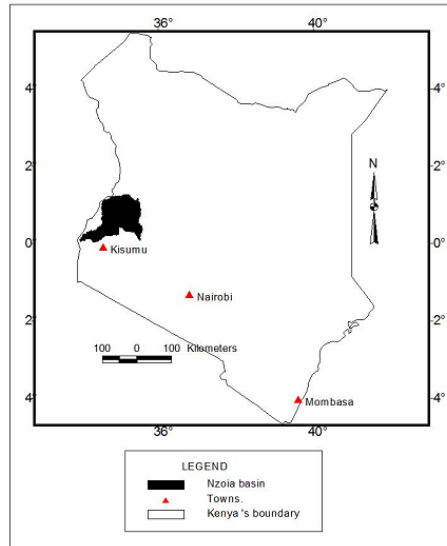 36° 40°
4° 4°
2° 2°
N
0° 0°
Kisumu
Nairobi
2° 2°
100 0 100 Kilometers
4° 4°
Mombasa
36° 40°
LEGEND
Nzoia basin
Towns.
Kenya 's boundary